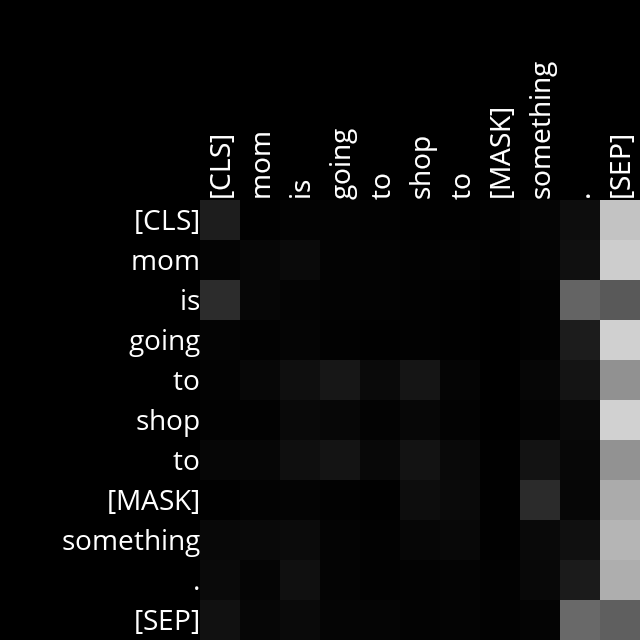 [CLS] mom is going to shop to [MASK] something . [SEP]
[CLS]
mom
is
going
to
shop
to
[MASK]
something
.
[SEP]